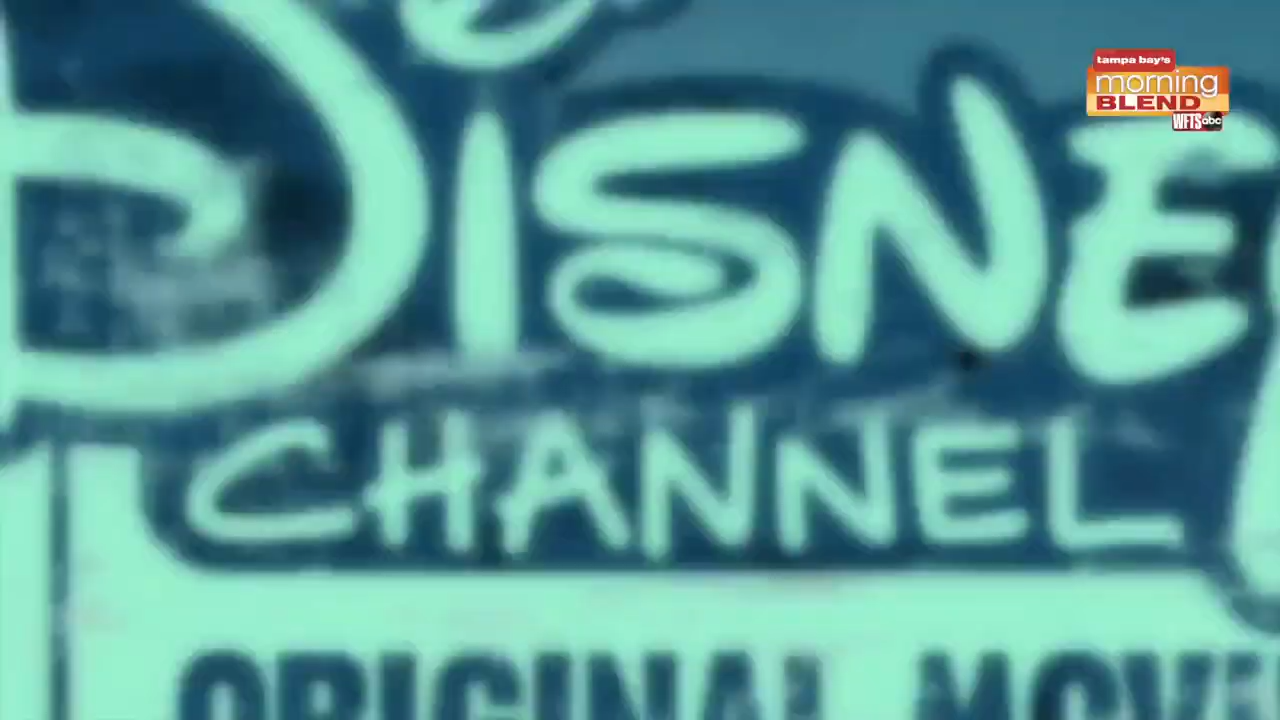 tampa bay's
morning
BLEND
WFTS abc
DISNEY
CHANNEL
ORIGINAL MOVIE